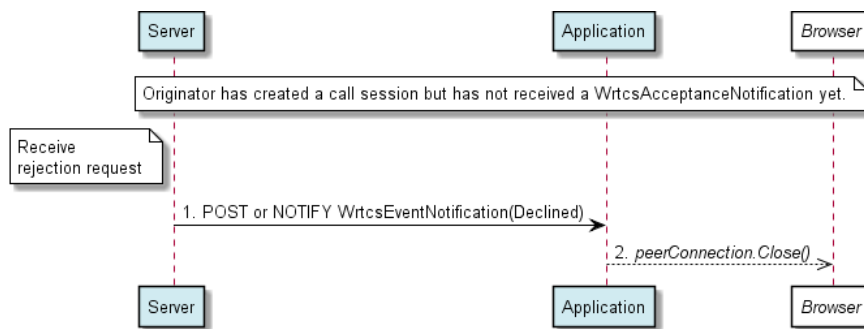 Server
Application
Browser
Originator has created a call session but has not received a WrtcsAcceptanceNotification yet.
Receive
rejection request
1. POST or NOTIFY WrtcsEventNotification(Declined)
2. peerConnection.Close()
Server
Application
Browser